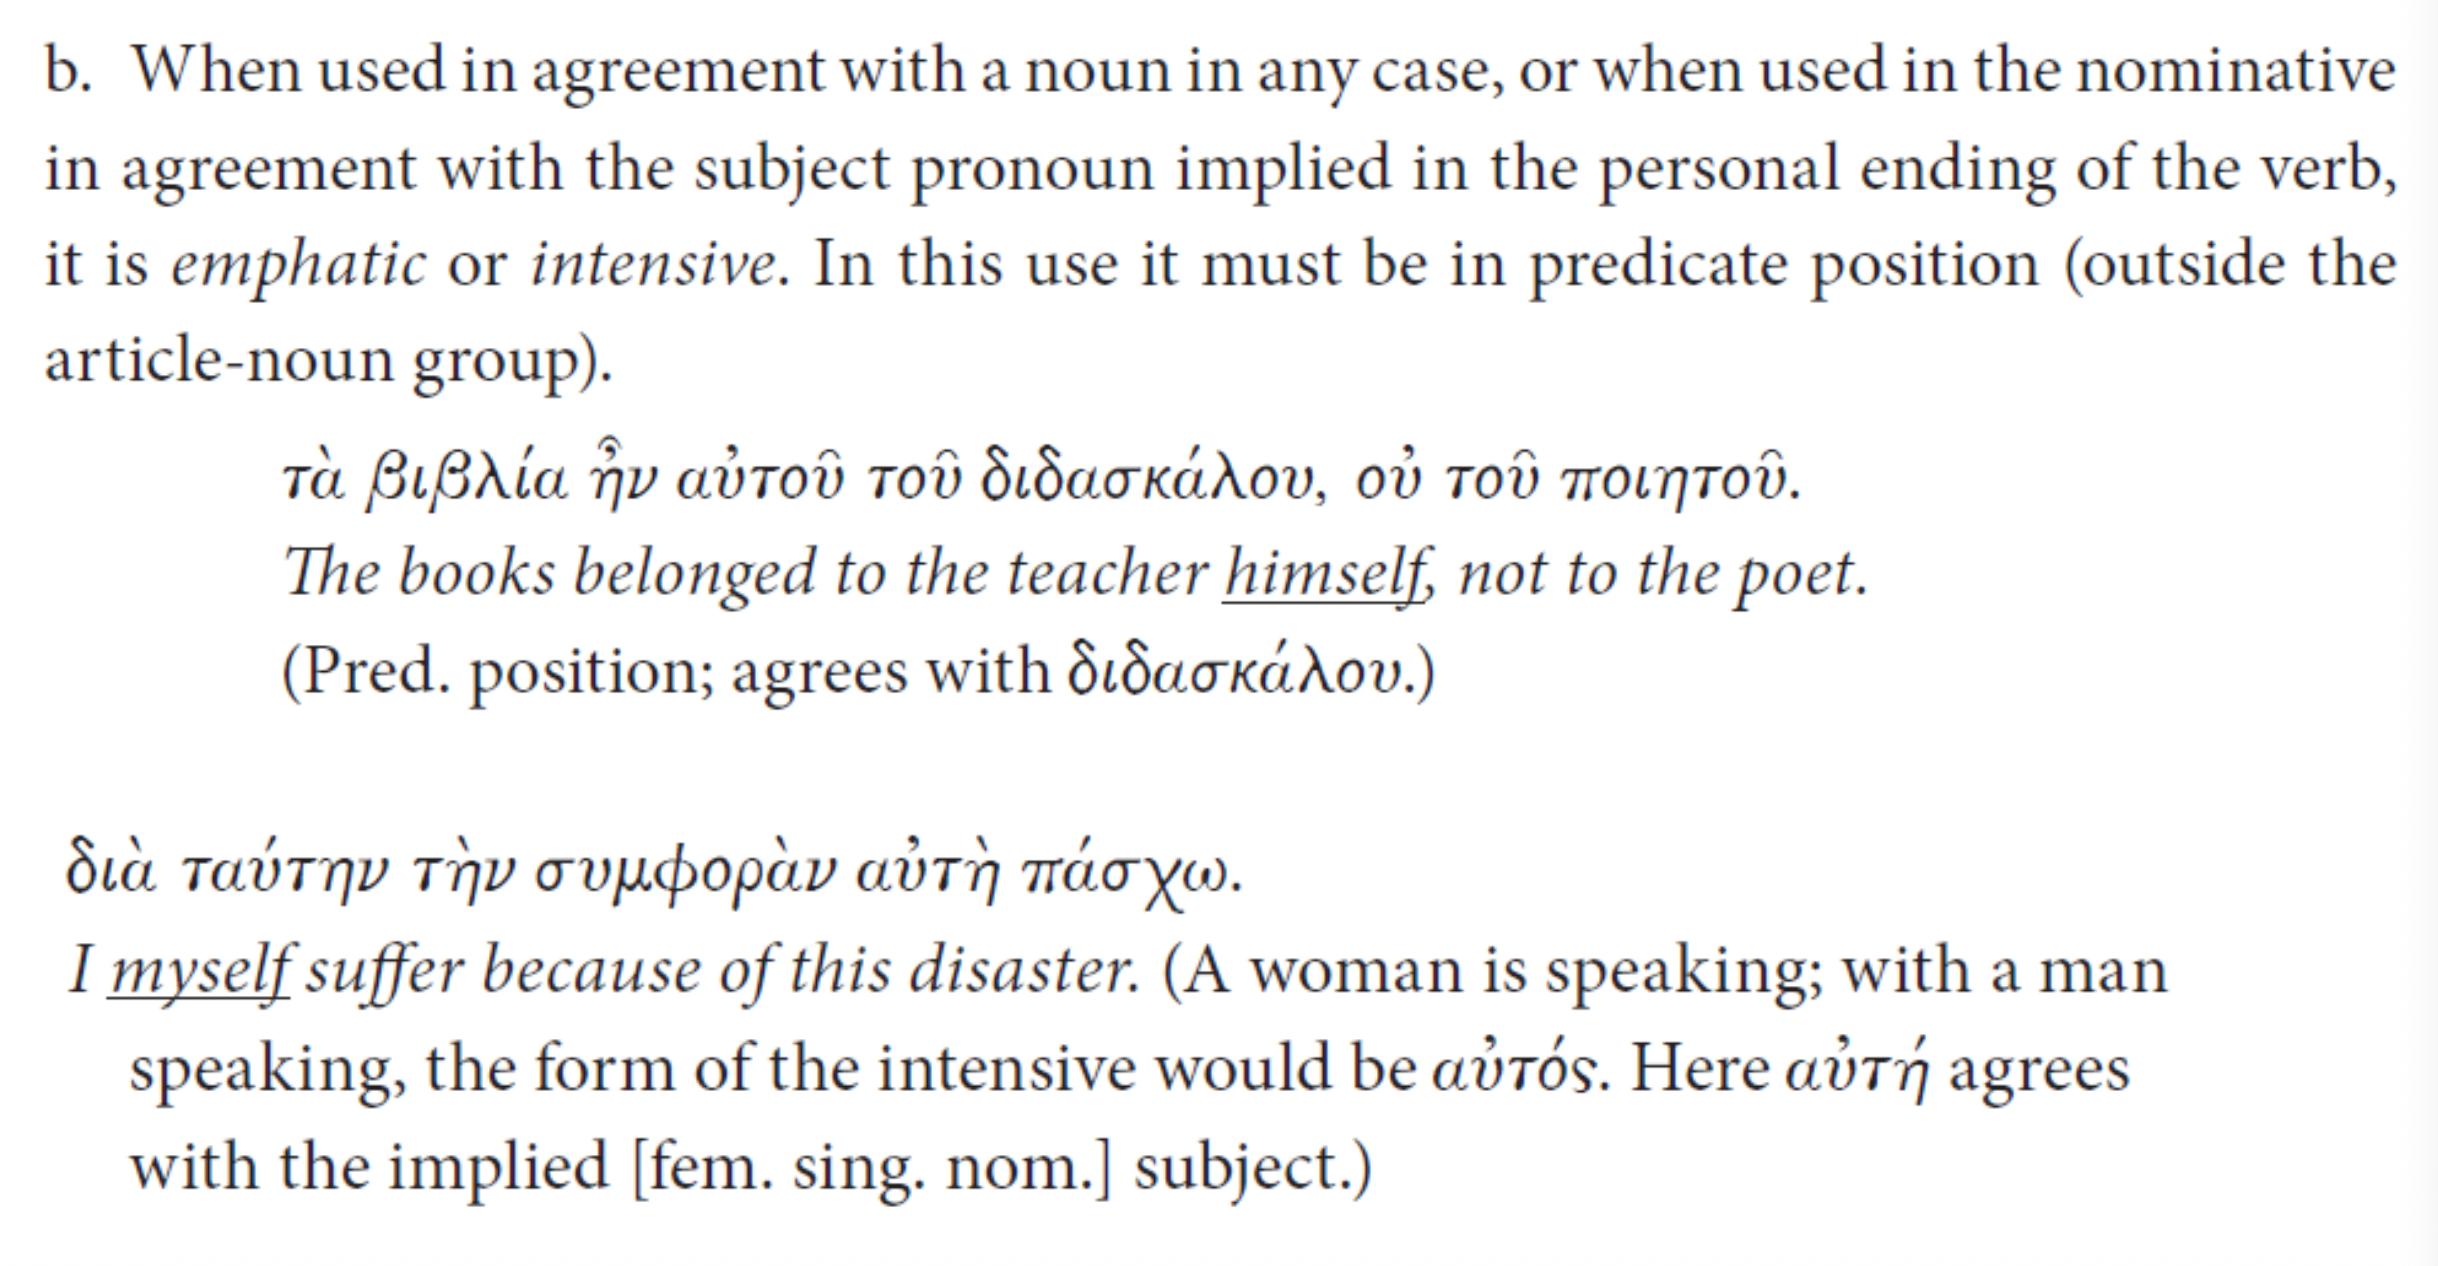 b. When used in agreement with a noun in any case, or when used in the nominative
in agreement with the subject pronoun implied in the personal ending of the verb,
it is emphatic or intensive. In this use it must be in predicate position (outside the
article-noun group).
τὰ βιβλία ἦν αὐτοῦ τοῦ διδασκάλου, οὐ τοῦ ποιητοῦ.
The books belonged to the teacher himself, not to the poet.
(Pred. position; agrees with διδασκάλου.)
διὰ ταύτην τὴν συμφορὰν αὐτὴ πάσχω.
I myself suffer because of this disaster. (A woman is speaking; with a man
speaking, the form of the intensive would be αὐτός. Here αὐτή agrees
with the implied [fem. sing. nom.] subject.)